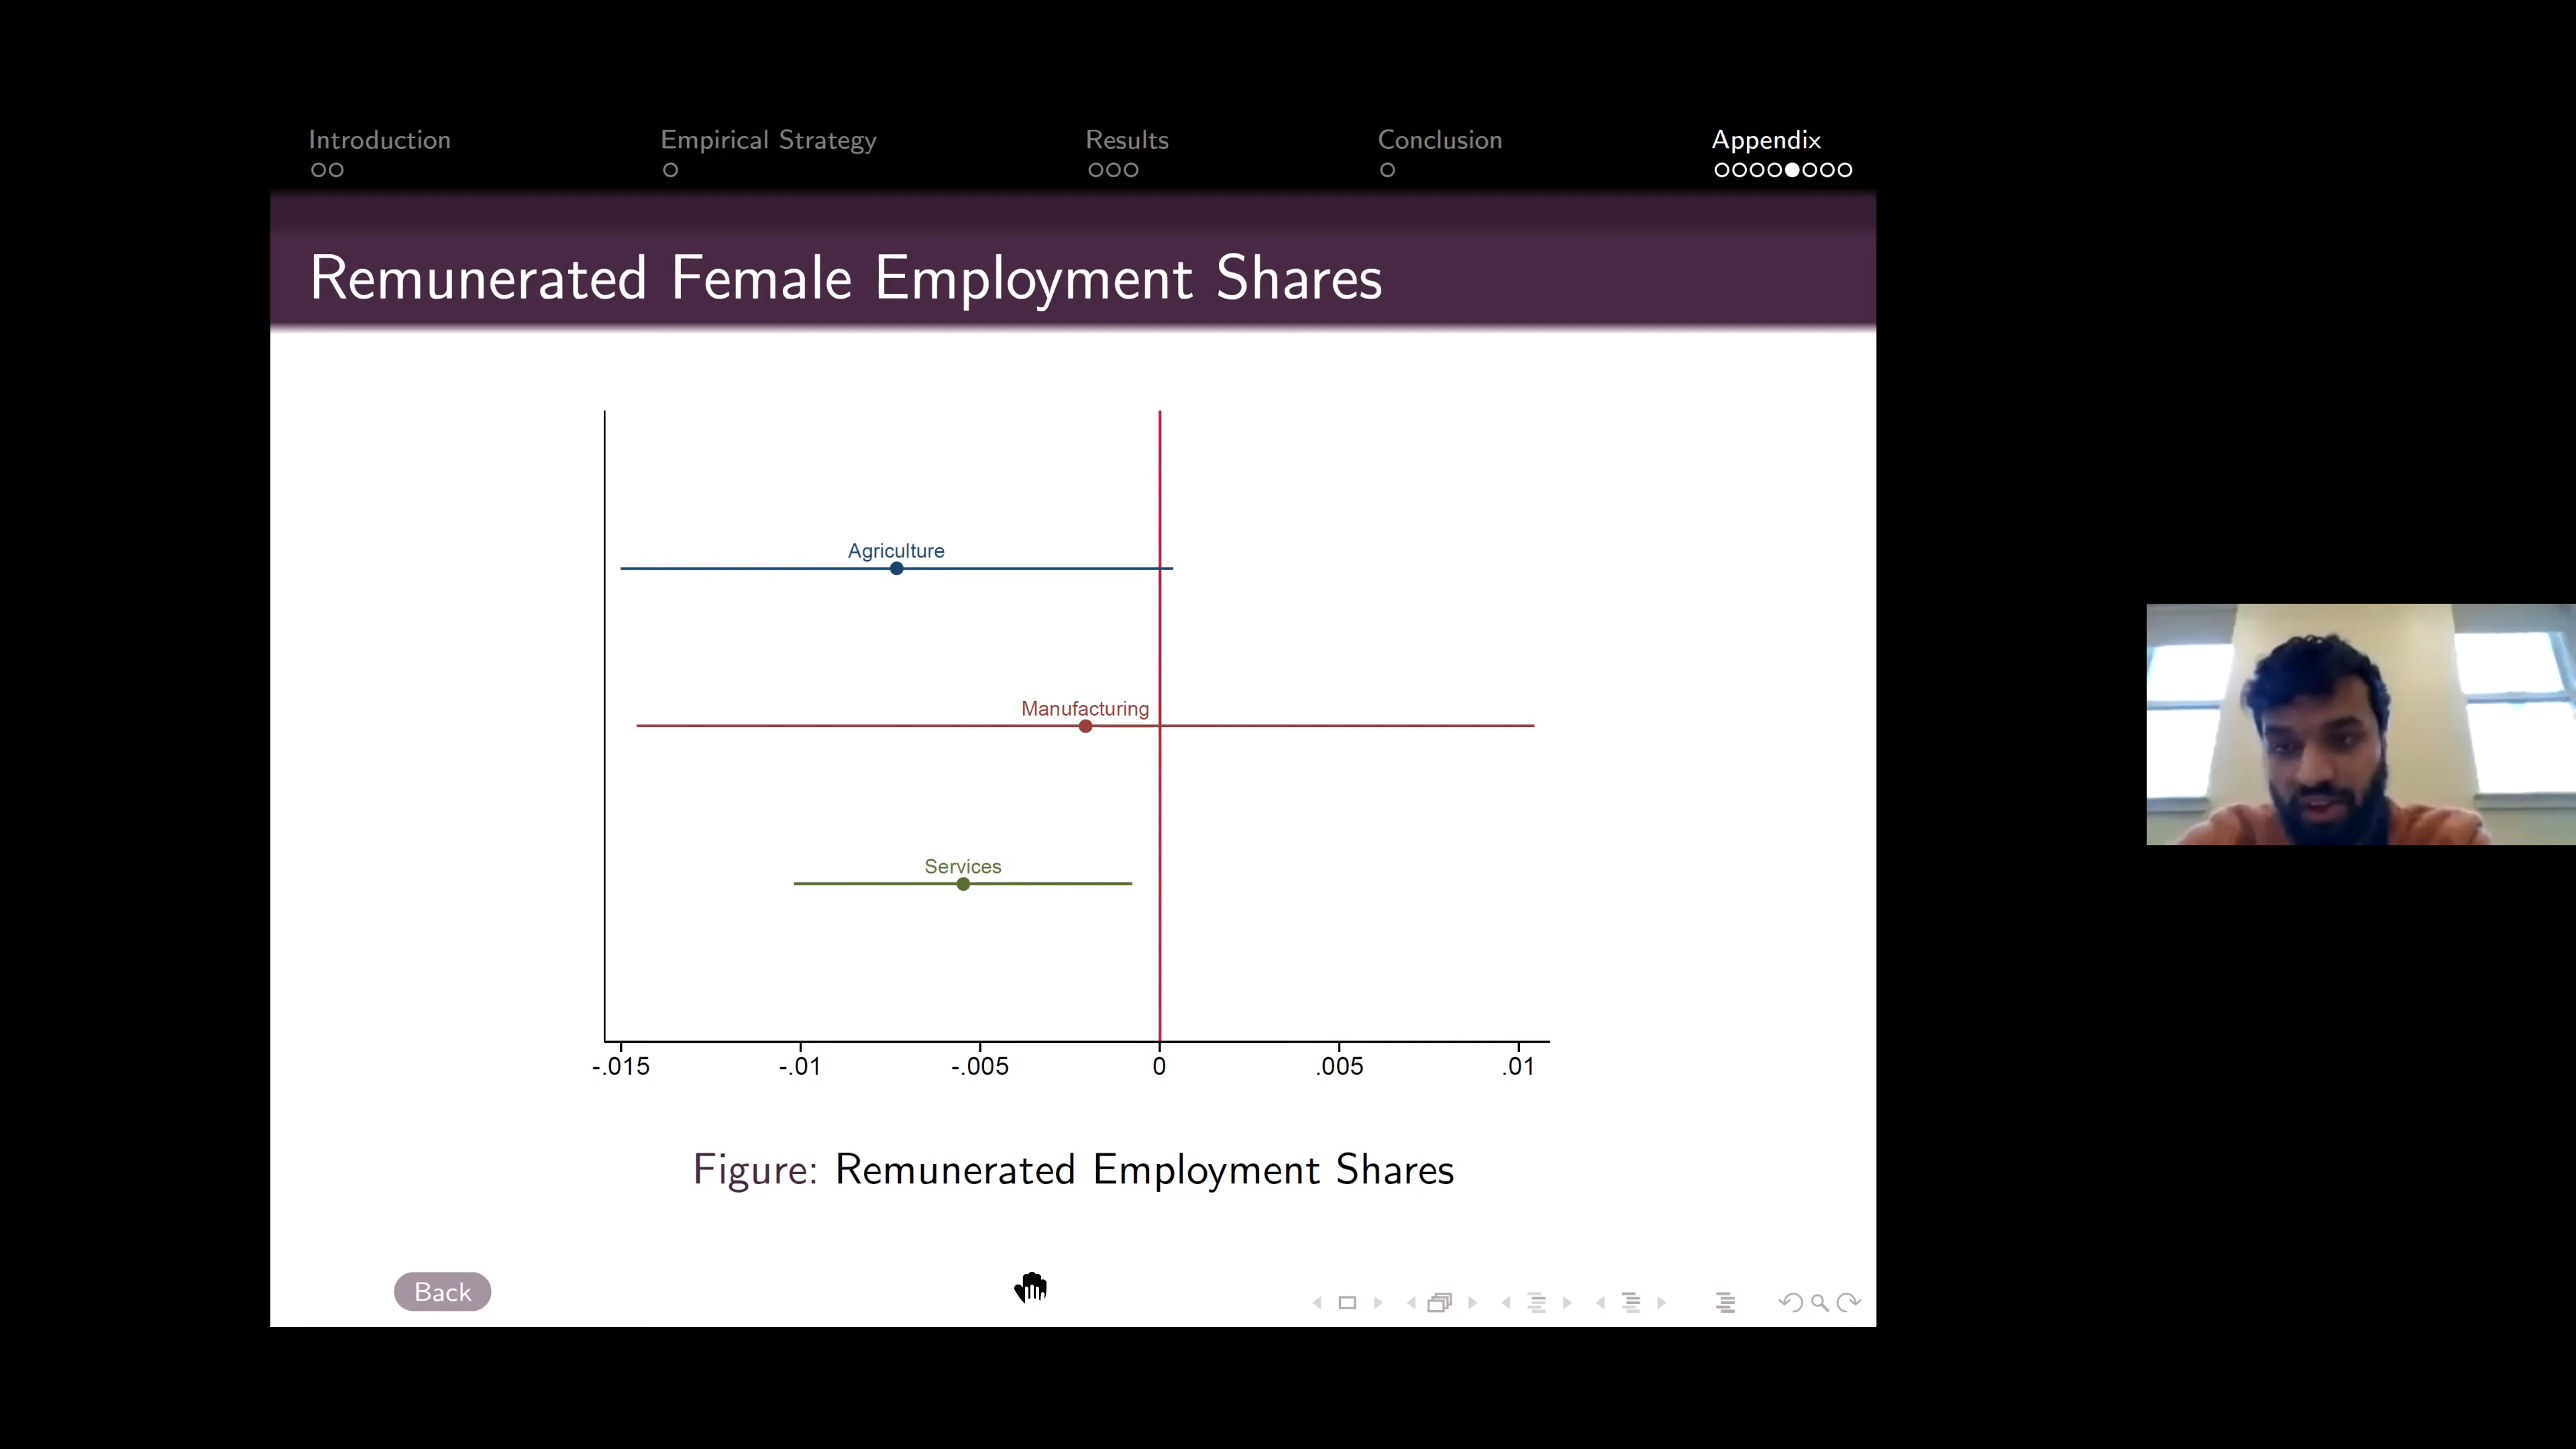 Introduction
Empirical Strategy
Results
Conclusion
Appendix
Remunerated Female Employment Shares
Agriculture
Manufacturing
Services
-.015
-.01
-.005
0
.005
.01
Figure: Remunerated Employment Shares
Back